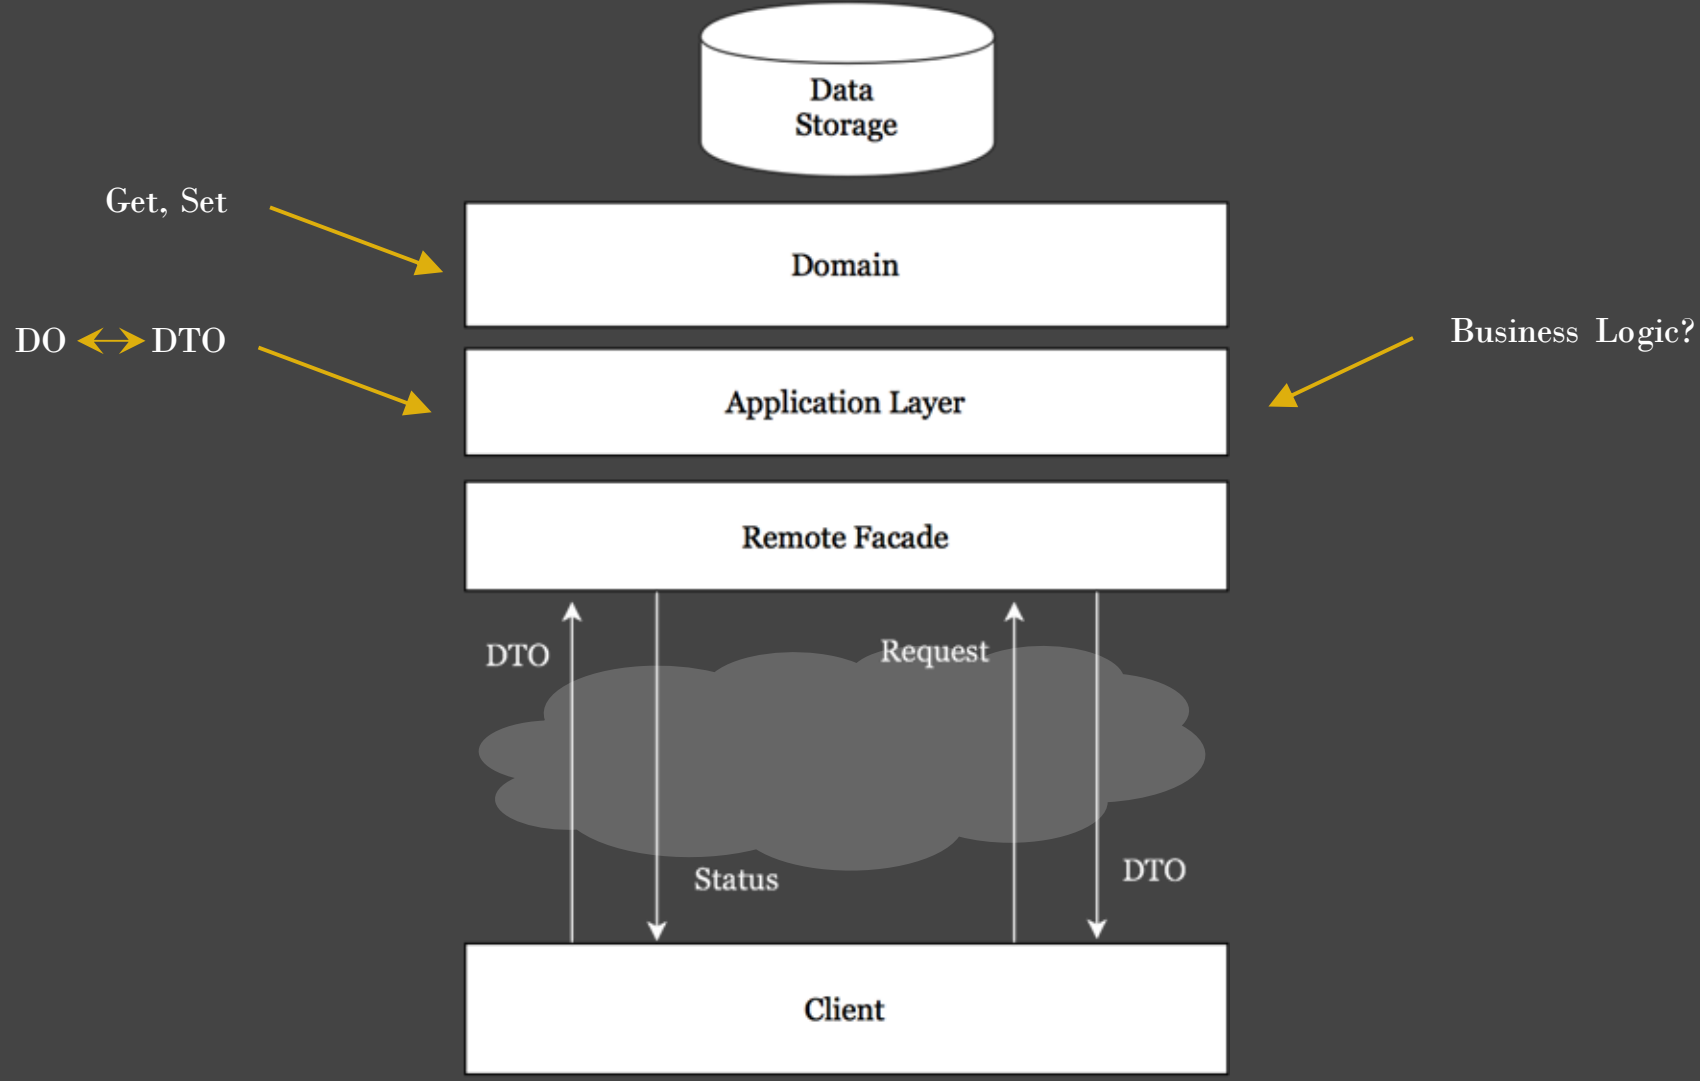 Data
Storage
Get, Set
Domain
DO DTO
Business Logic?
Application Layer
Remote Facade
DTO
Request
Status
DTO
Client